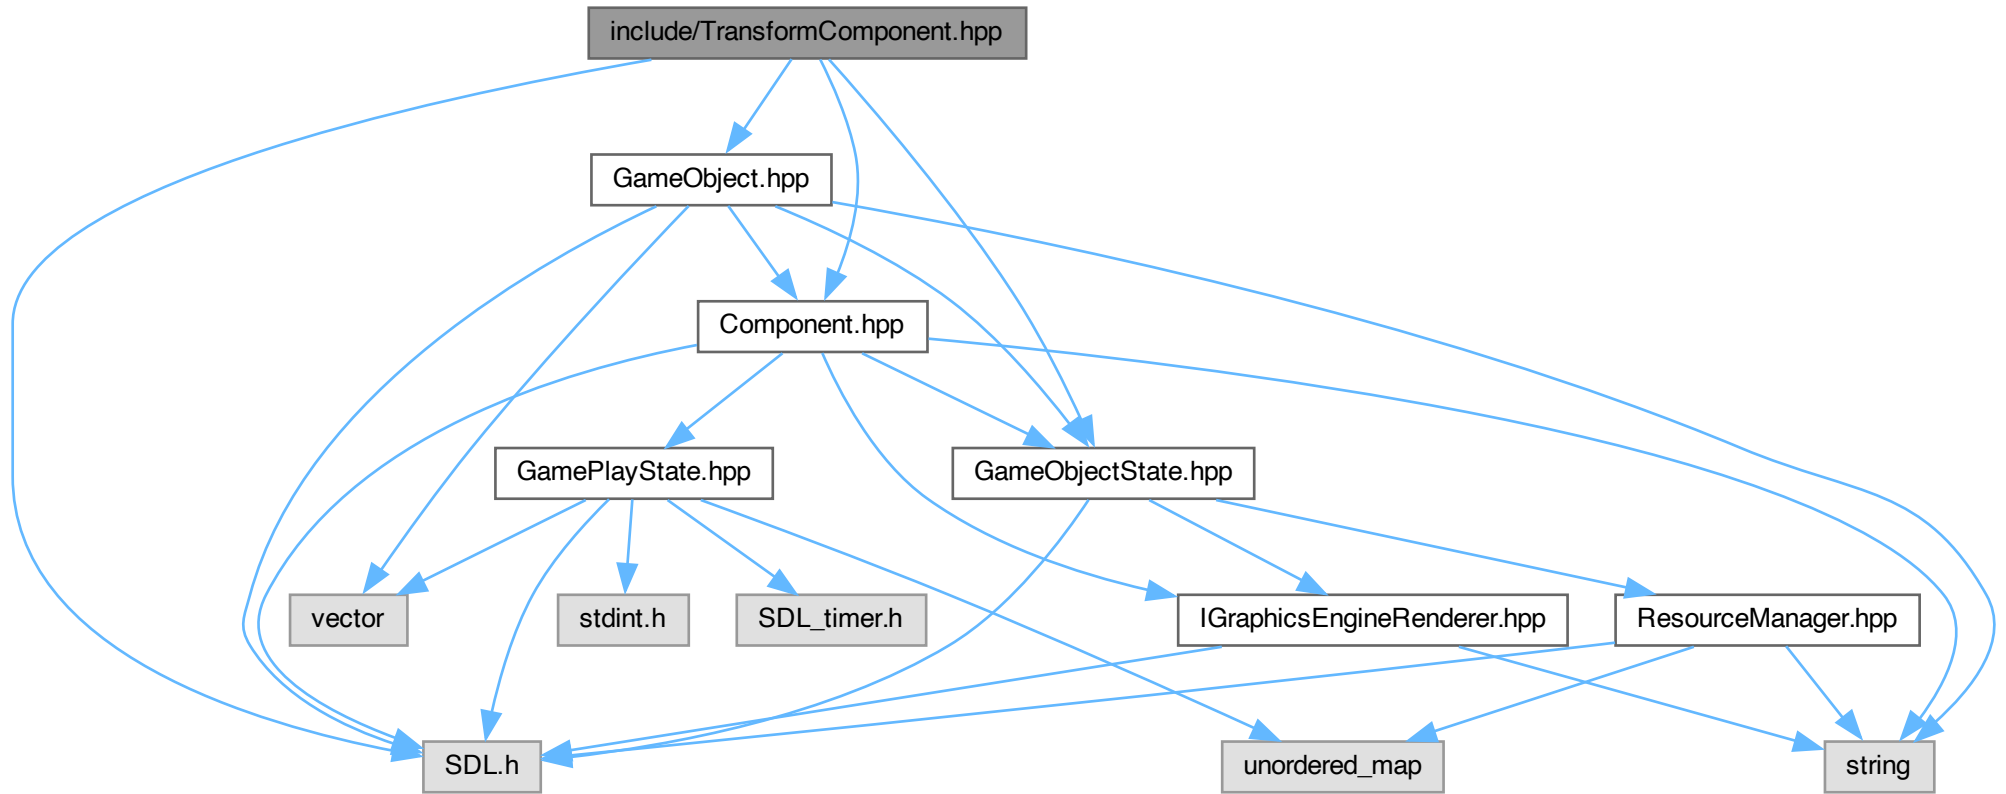 include/TransformComponent.hpp
GameObject.hpp
Component.hpp
GamePlayState.hpp
GameObjectState.hpp
vector
stdint.h
SDL_timer.h
IGraphicsEngineRenderer.hpp
ResourceManager.hpp
SDL.h
unordered_map
string